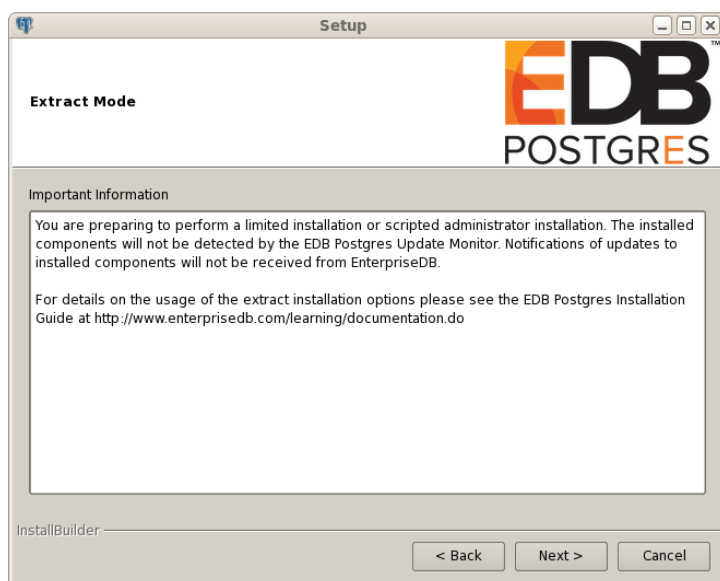 Setup
Extract Mode
EDB™
POSTGRES
Important Information
You are preparing to perform a limited installation or scripted administrator installation. The installed
components will not be detected by the EDB Postgres Update Monitor. Notifications of updates to
installed components will not be received from EnterpriseDB.
For details on the usage of the extract installation options please see the EDB Postgres Installation
Guide at http://www.enterprisedb.com/learning/documentation.do
InstallBuilder
< Back Next > Cancel